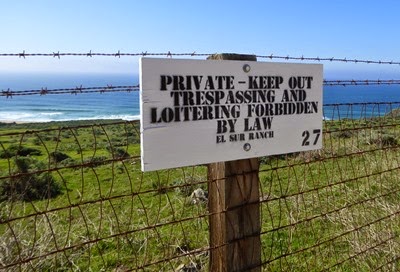 PRIVATE - KEEP OUT
TRESPASSING AND
LOITERING FORBIDDEN
BY LAW
EL SUR RANCH
27